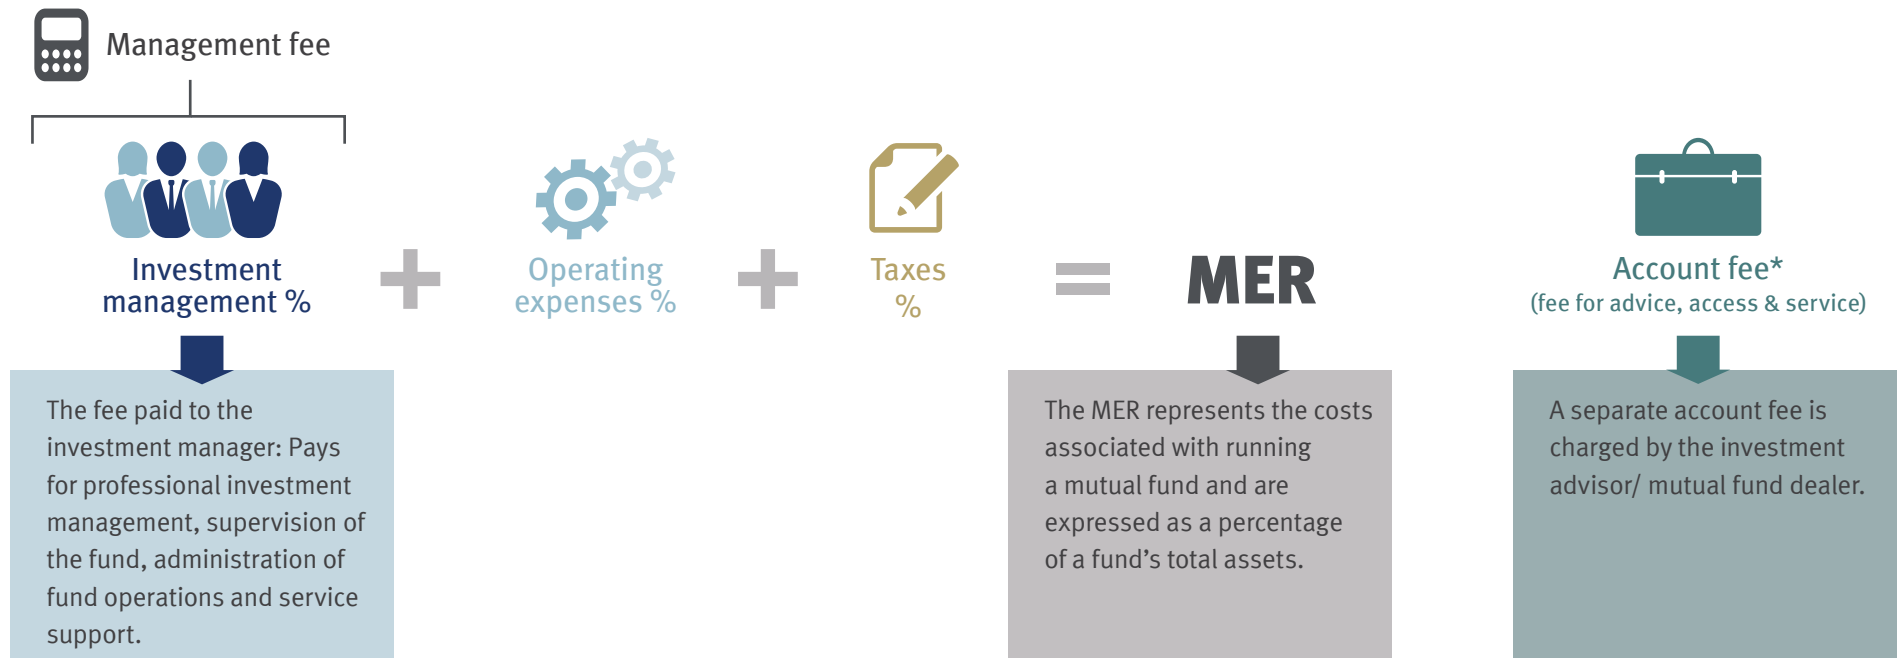 Management fee
Investment
management %
+
Operating
expenses %
+
Taxes
%
=
MER
Account fee*
(fee for advice, access & service)
The fee paid to the
investment manager: Pays
for professional investment
management, supervision of
the fund, administration of
fund operations and service
support.
The MER represents the costs
associated with running
a mutual fund and are
expressed as a percentage
of a fund’s total assets.
A separate account fee is
charged by the investment
advisor/ mutual fund dealer.